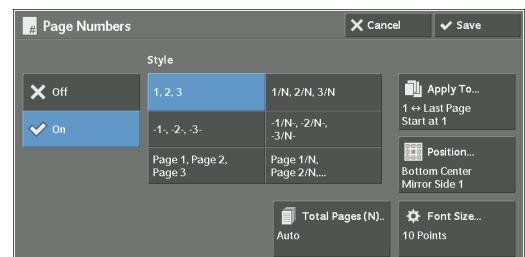 # Page Numbers
Cancel
Save
Style
Off
On
1, 2, 3
1/N, 2/N, 3/N
-1-, -2-, -3-
-1/N-, -2/N-,
-3/N-
Page 1, Page 2,
Page 3
Page 1/N,
Page 2/N,...
Apply To...
1 ↔ Last Page
Start at 1
Position...
Bottom Center
Mirror Side 1
Total Pages (N)..
Auto
Font Size...
10 Points